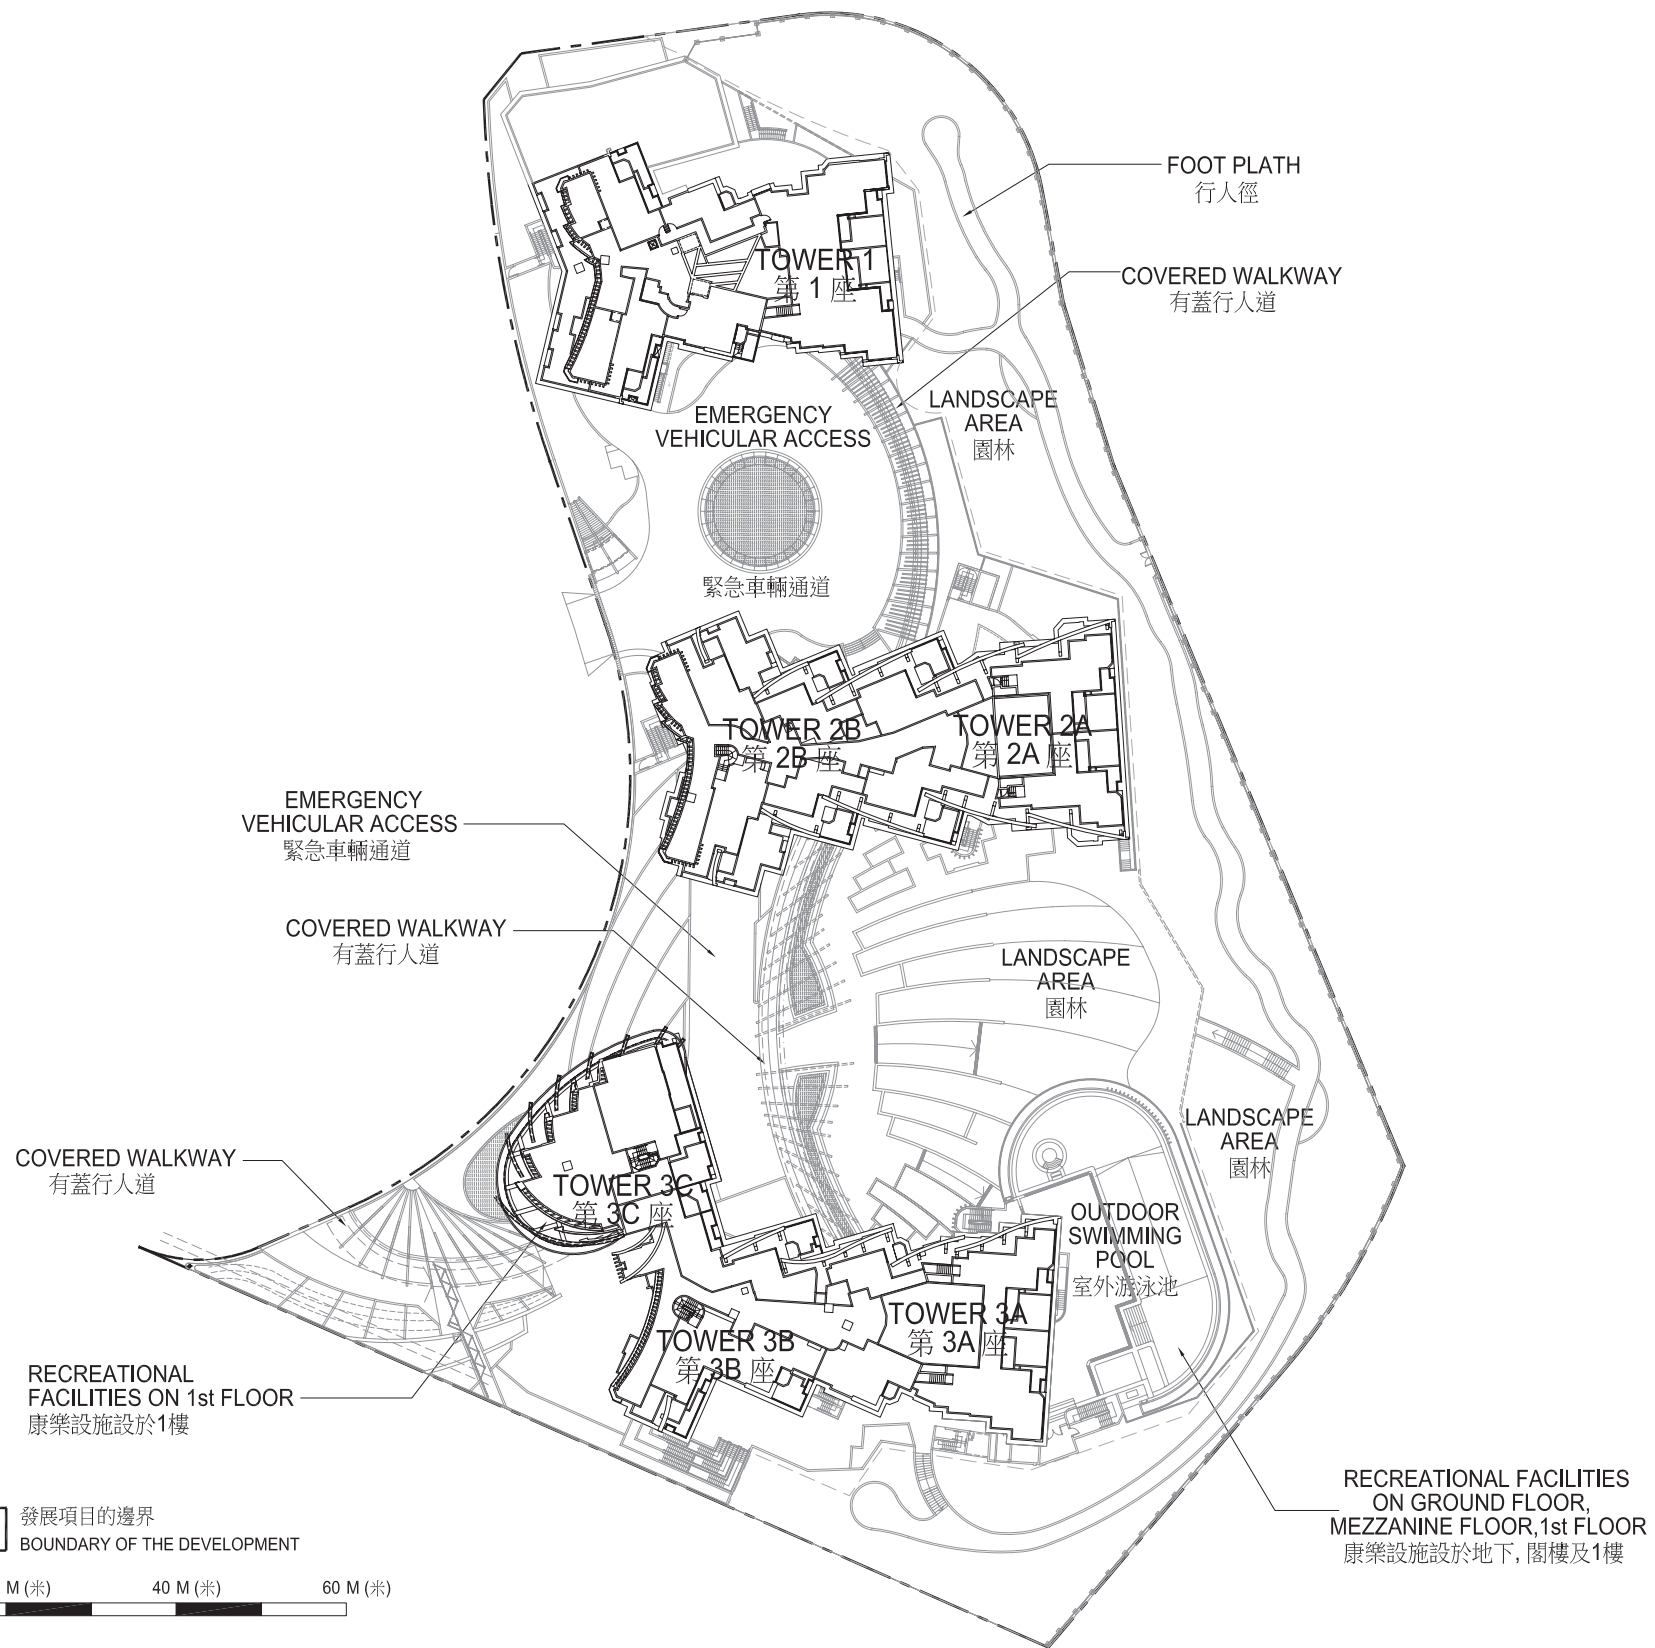 FOOT PLATH
行人徑
COVERED WALKWAY
有蓋行人道
TOWER 1
第 1 座
LANDSCAPE
AREA
園林
EMERGENCY
VEHICULAR ACCESS
緊急車輛通道
TOWER 2B
第 2B 座
TOWER 2A
第 2A 座
EMERGENCY
VEHICULAR ACCESS
緊急車輛通道
COVERED WALKWAY
有蓋行人道
LANDSCAPE
AREA
園林
LANDSCAPE
AREA
園林
COVERED WALKWAY
有蓋行人道
TOWER 3C
第 3C 座
OUTDOOR
SWIMMING
POOL
室外游泳池
TOWER 3A
第 3A 座
TOWER 3B
第 3B 座
RECREATIONAL
FACILITIES ON 1st FLOOR
康樂設施設於1樓
RECREATIONAL FACILITIES
ON GROUND FLOOR,
MEZZANINE FLOOR,1st FLOOR
康樂設施設於地下, 閣樓及1樓
發展項目的邊界
BOUNDARY OF THE DEVELOPMENT
M (米) 40 M (米) 60 M (米)